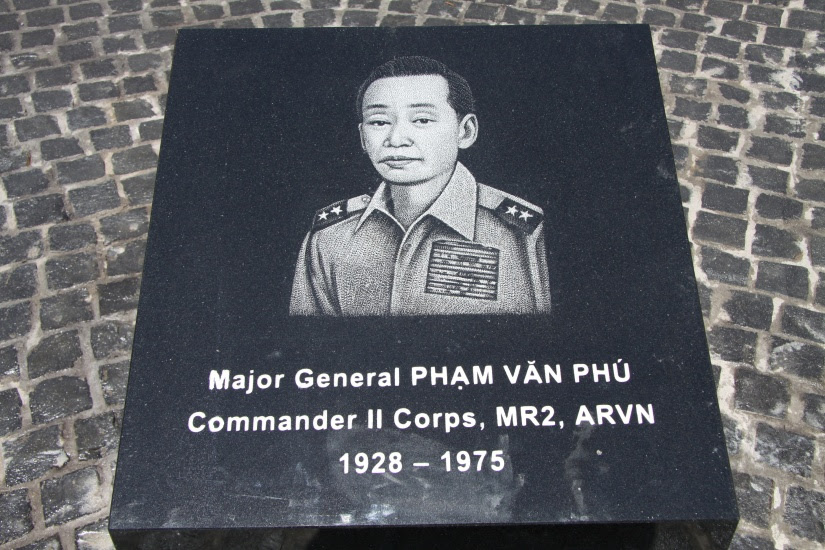 Major General PHẠM VĂN PHÚ
Commander II Corps, MR2, ARVN
1928 – 1975